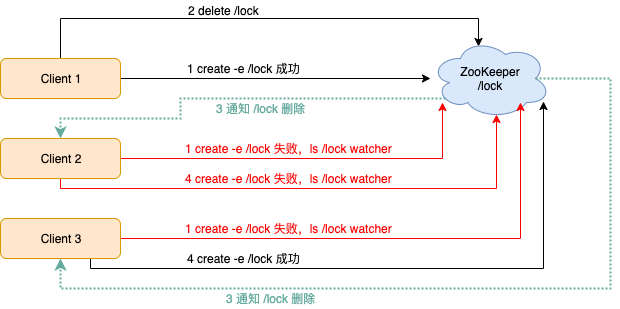 2 delete /lock
Client 1
1 create -e /lock 成功
ZooKeeper
/lock
3 通知 /lock 删除
Client 2
1 create -e /lock 失败，ls /lock watcher
4 create -e /lock 失败，ls /lock watcher
Client 3
1 create -e /lock 失败，ls /lock watcher
4 create -e /lock 成功
3 通知 /lock 删除